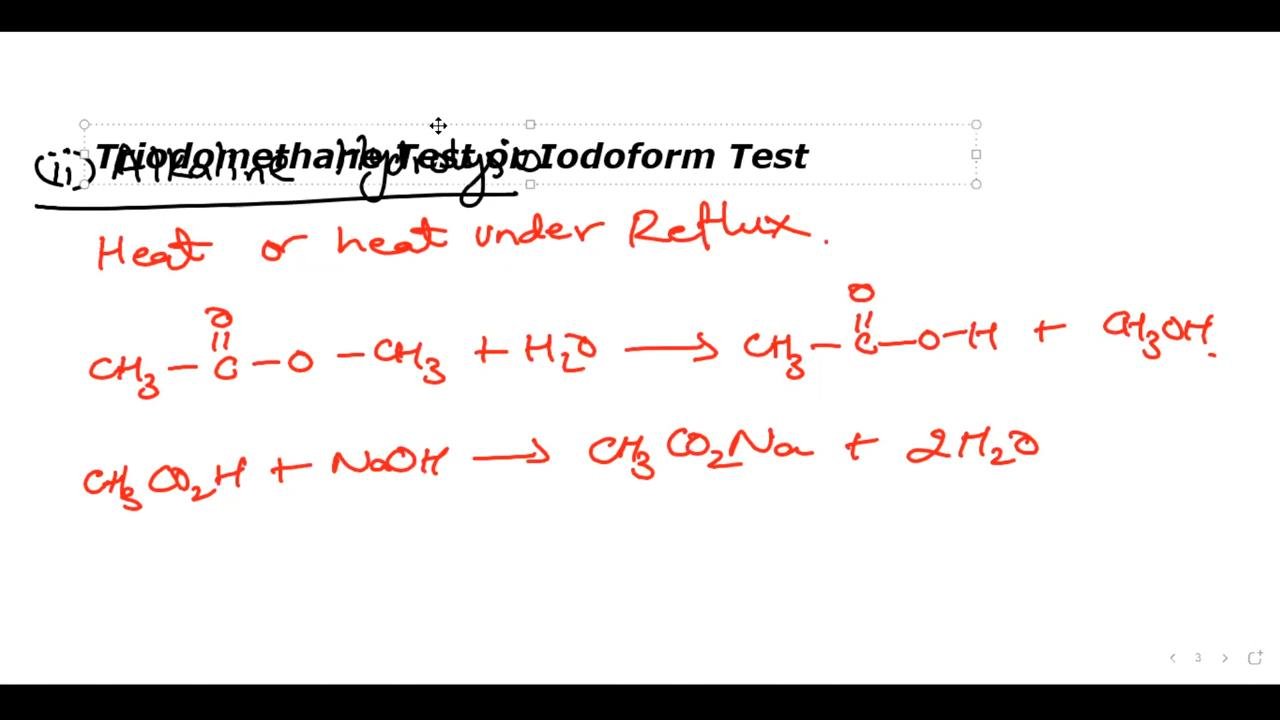 Triiodomethane Test or Iodoform Test
(ii) Alkaline Hydrolysis
Heat or heat under Reflux.
O O
CH3 – C – O – CH3 + H2O → CH3 – C – O – H + CH3OH.
CH3CO2H + NaOH → CH3CO2Na + 2H2O
3